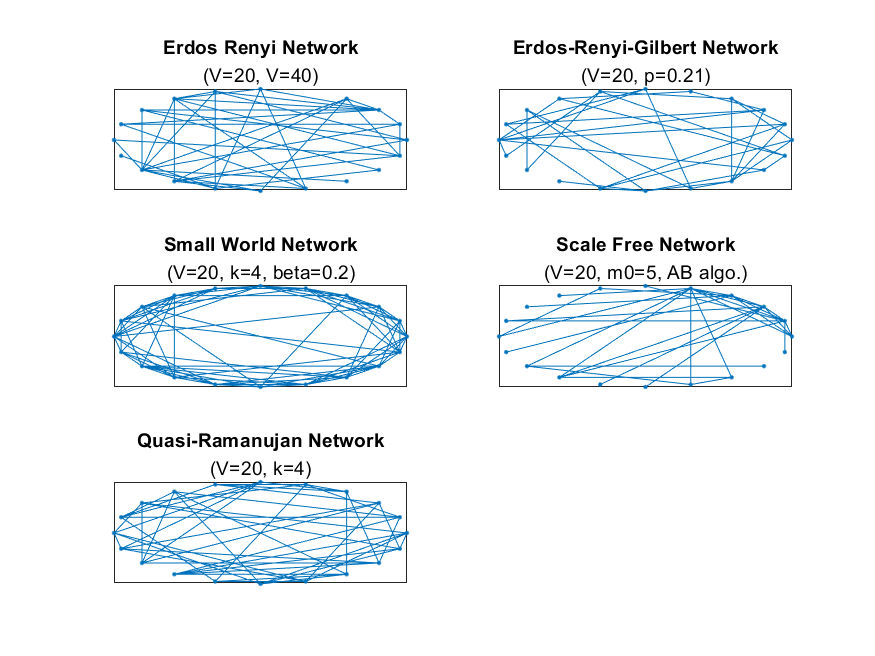 Erdos Renyi Network
(V=20, V=40)
Erdos-Renyi-Gilbert Network
(V=20, p=0.21)
Small World Network
(V=20, k=4, beta=0.2)
Scale Free Network
(V=20, m0=5, AB algo.)
Quasi-Ramanujan Network
(V=20, k=4)